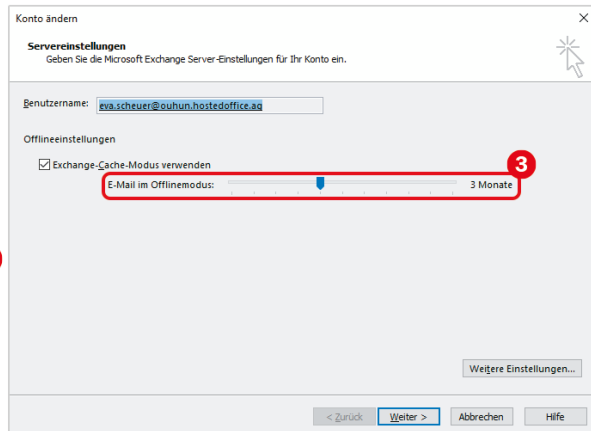 Konto ändern
Servereinstellungen
Geben Sie die Microsoft Exchange Server-Einstellungen für Ihr Konto ein.
Benutzername: eva.scheuer@ouhun.hostedoffice.ag
Offlineeinstellungen
Exchange-Cache-Modus verwenden
3
E-Mail im Offlinemodus: 3 Monate
Weitere Einstellungen...
< Zurück Weiter > Abbrechen Hilfe